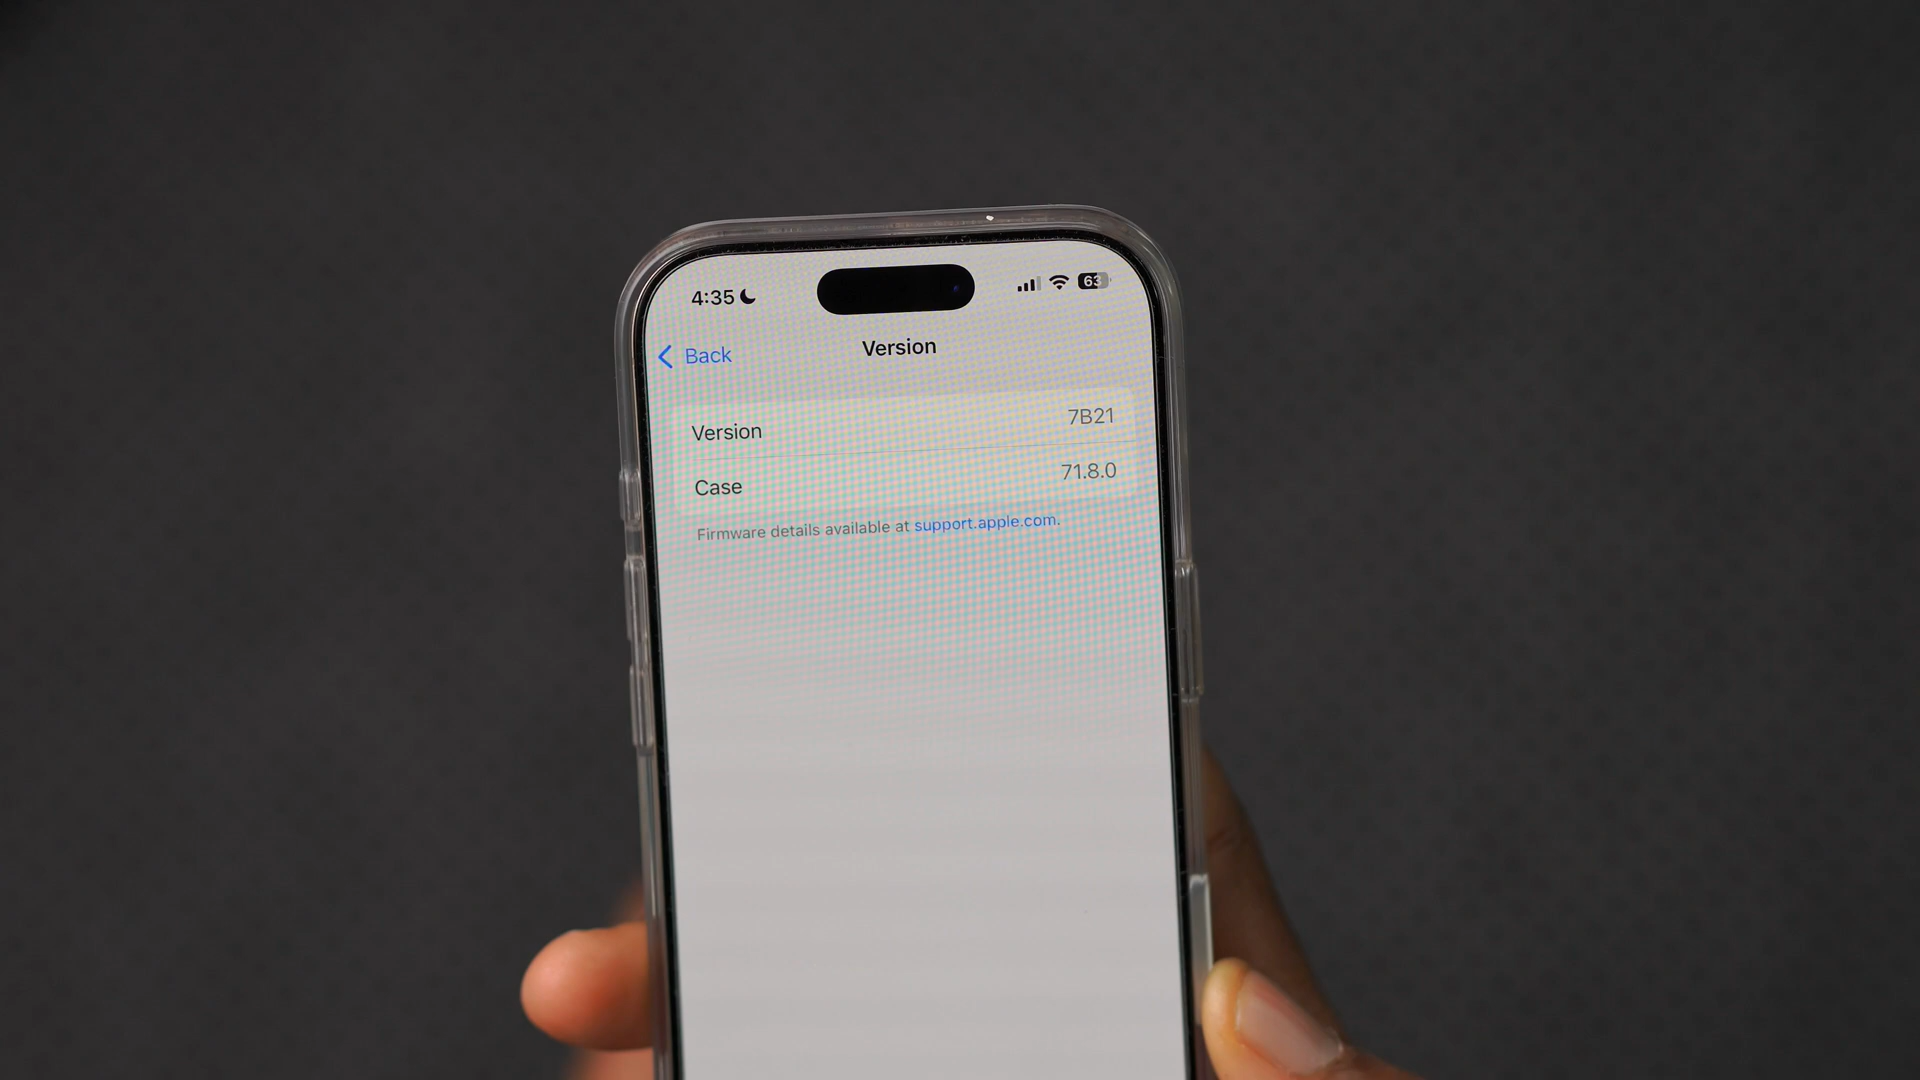 4:35
63
Back
Version
Version 7B21
Case 71.8.0
Firmware details available at support.apple.com.